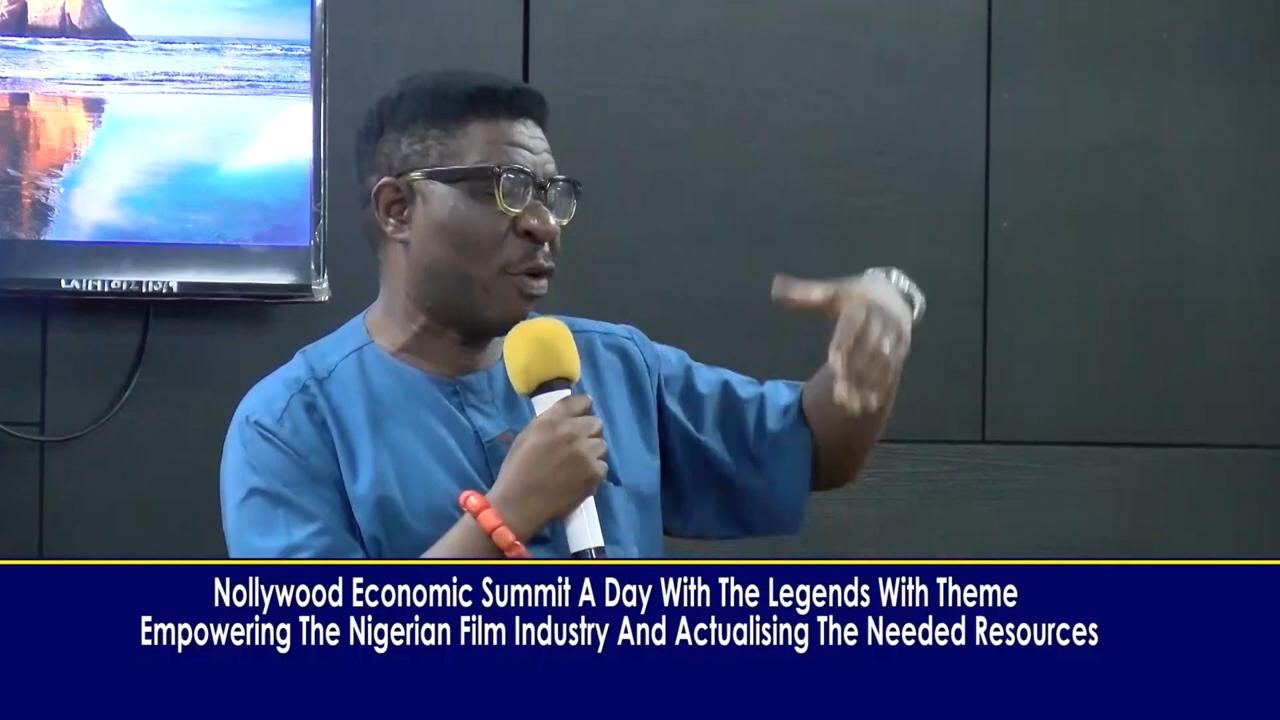 Nollywood Economic Summit A Day With The Legends With Theme
Empowering The Nigerian Film Industry And Actualising The Needed Resources